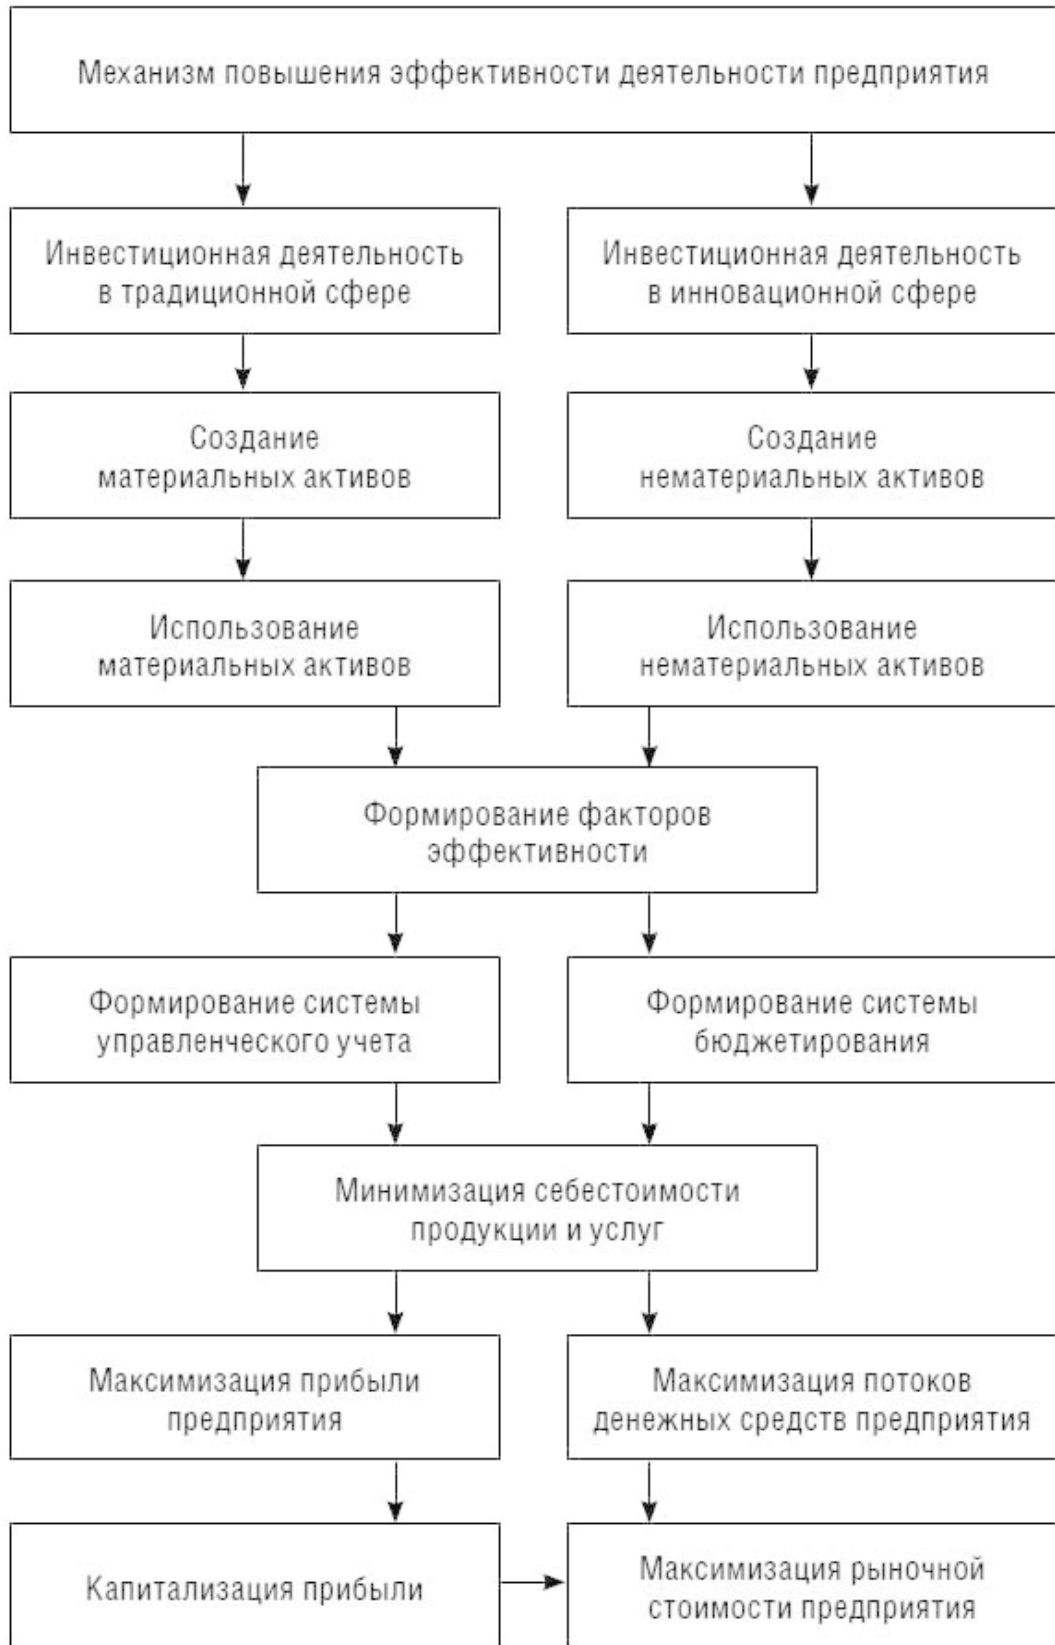 Механизм повышения эффективности деятельности предприятия
Инвестиционная деятельность
в традиционной сфере
Инвестиционная деятельность
в инновационной сфере
Создание
материальных активов
Создание
нематериальных активов
Использование
материальных активов
Использование
нематериальных активов
Формирование факторов
эффективности
Формирование системы
управленческого учета
Формирование системы
бюджетирования
Минимизация себестоимости
продукции и услуг
Максимизация прибыли
предприятия
Максимизация потоков
денежных средств предприятия
Капитализация прибыли
Максимизация рыночной
стоимости предприятия